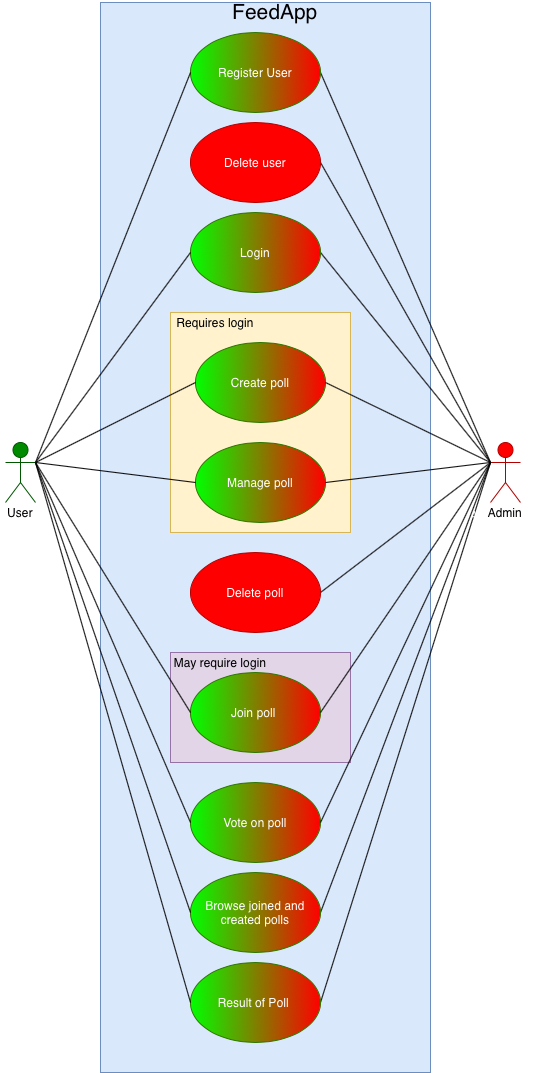 FeedApp
Register User
Delete user
Login
Requires login
Create poll
Manage poll
User
Admin
Delete poll
May require login
Join poll
Vote on poll
Browse joined and
created polls
Result of Poll